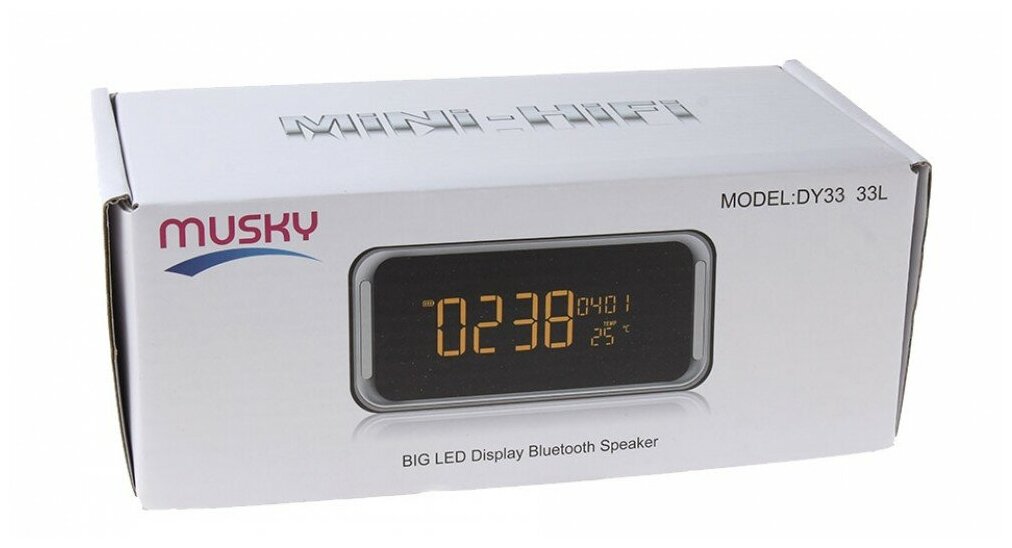 MiNi-HiFi
MUSKY
MODEL:DY33 33L
0238
0401
TEMP
25 °C
BIG LED Display Bluetooth Speaker